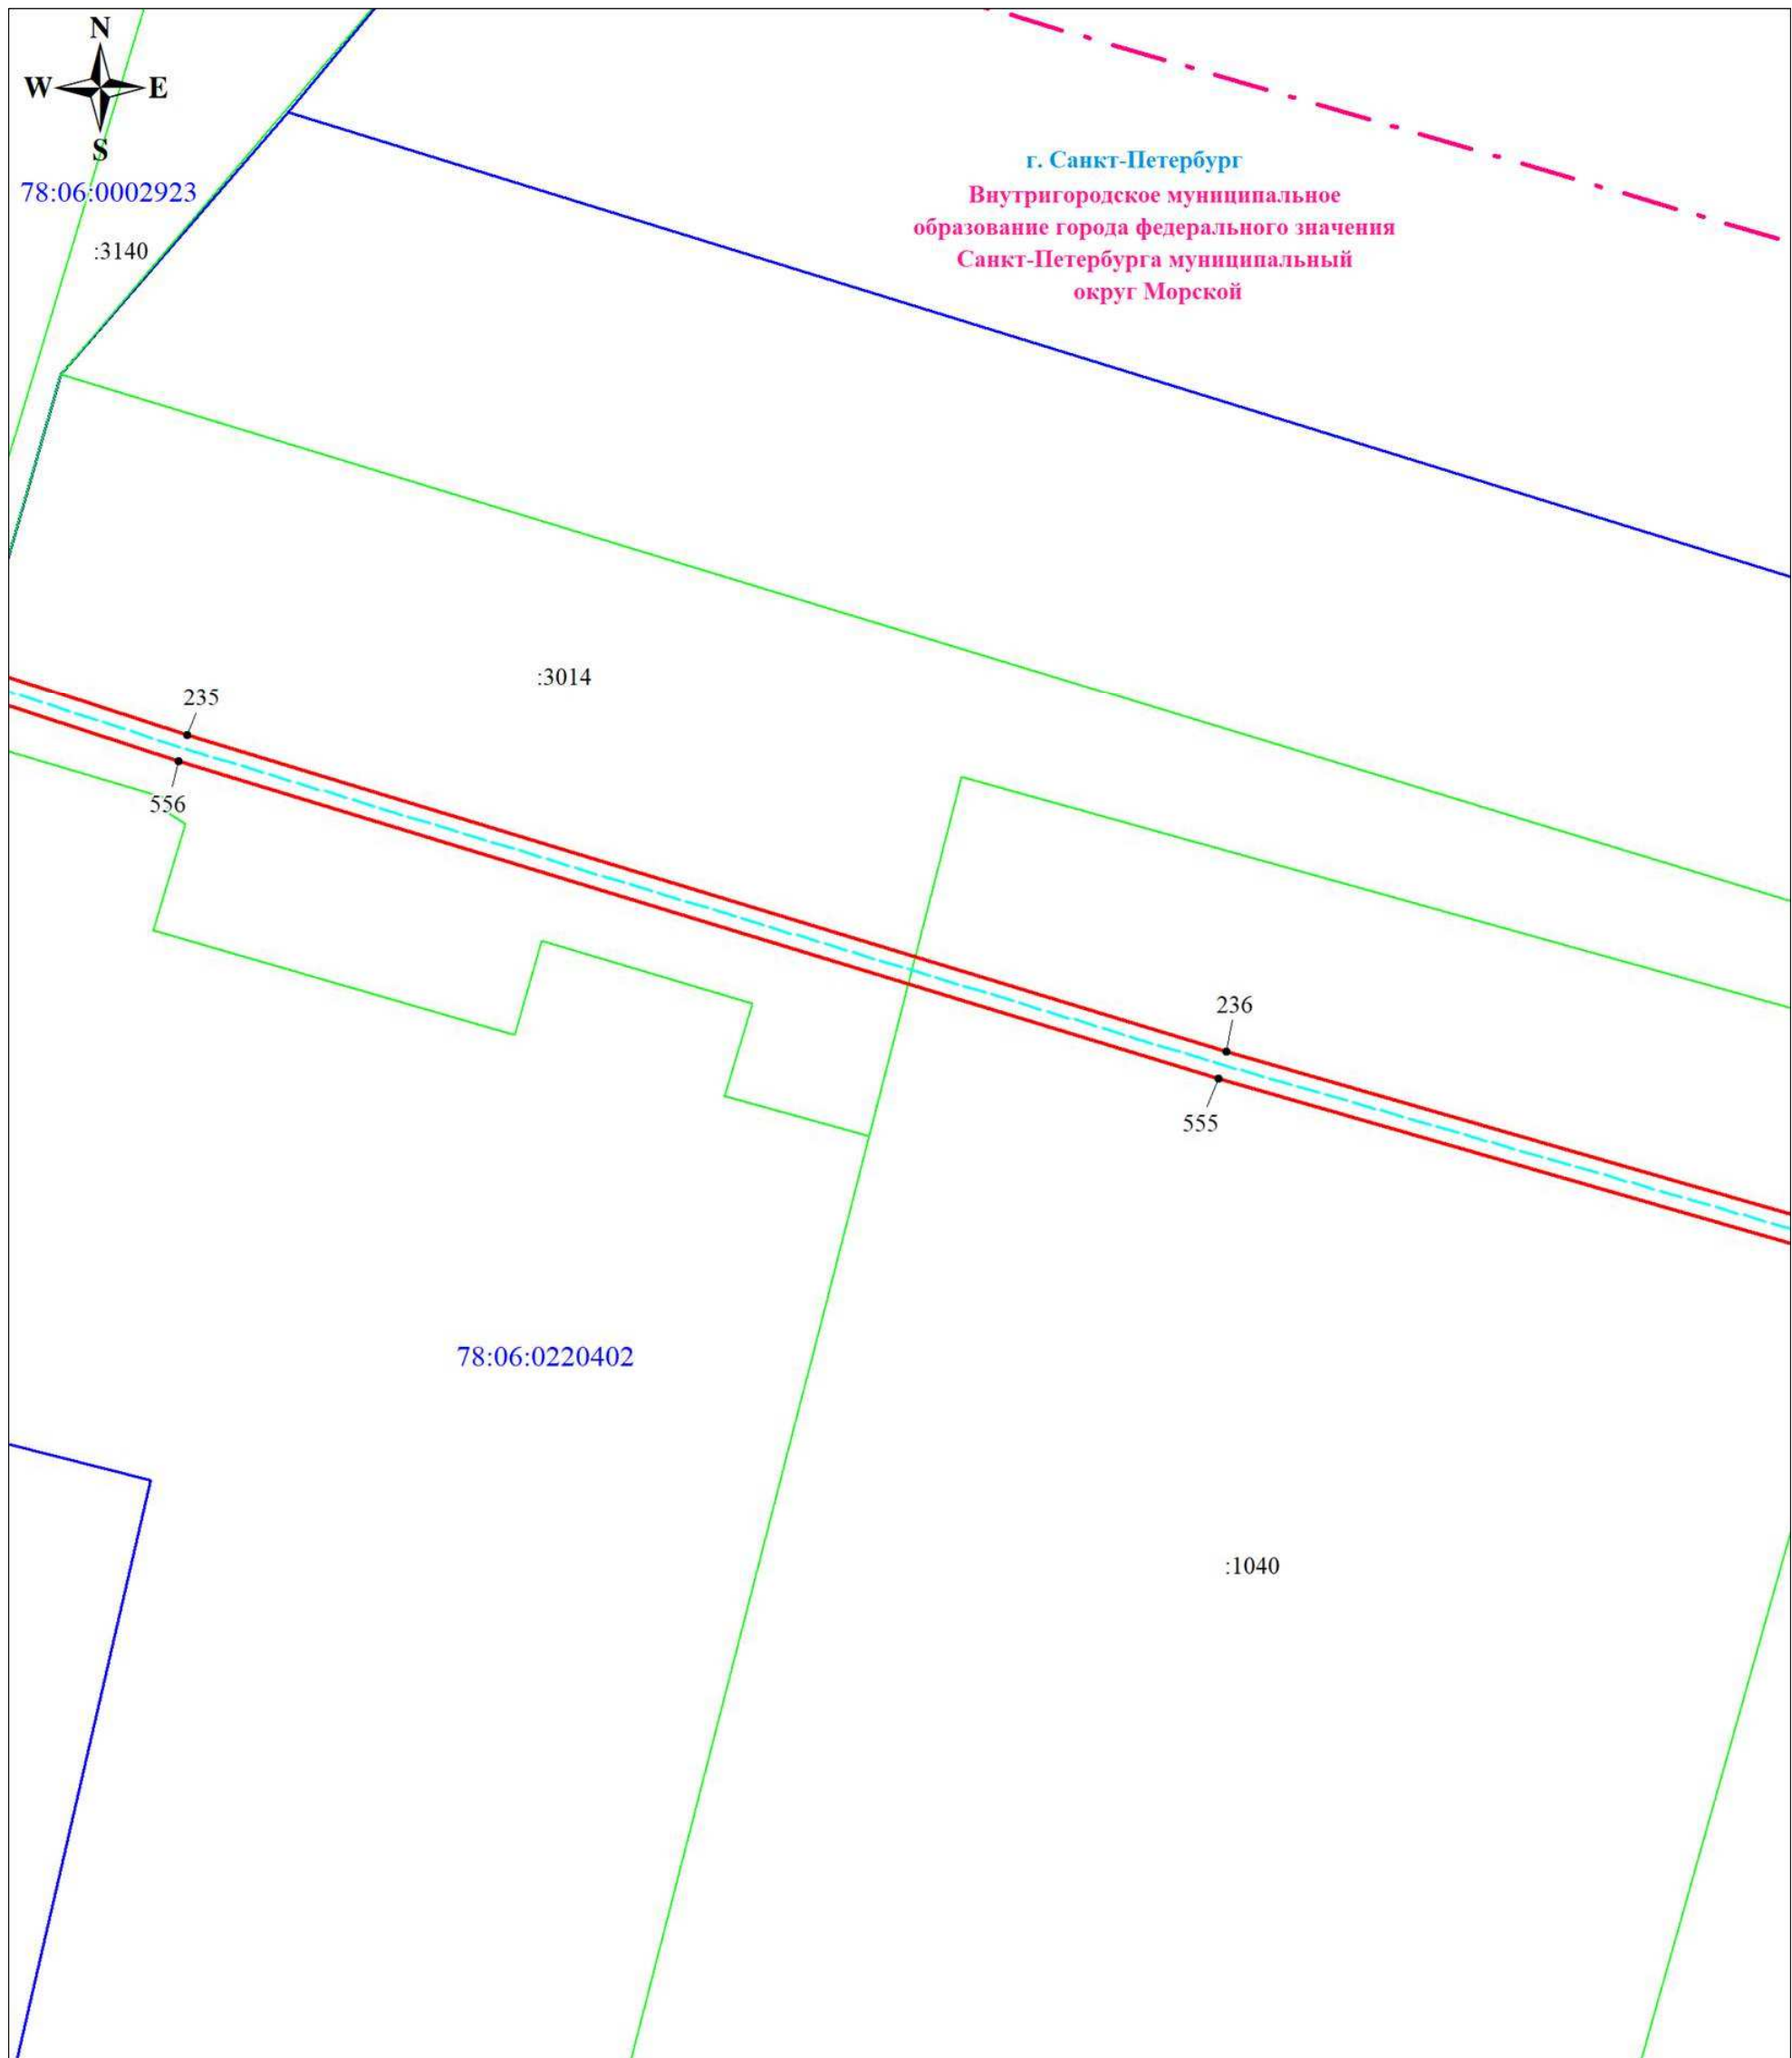 N
W E
S
78:06:0002923
:3140
г. Санкт-Петербург
Внутригородское муниципальное
образование города федерального значения
Санкт-Петербурга муниципальный
округ Морской
:3014
235
556
236
555
78:06:0220402
:1040